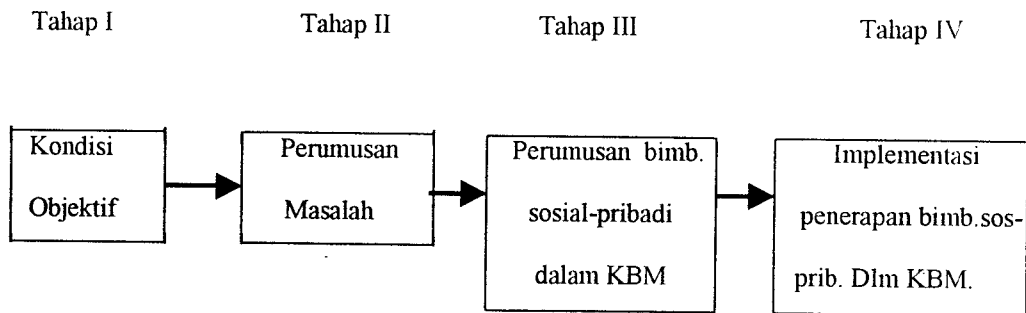 Tahap I
Tahap II
Tahap III
Tahap IV
Kondisi
Objektif
Perumusan
Masalah
Perumusan bimb.
sosial-pribadi
dalam KBM
Implementasi
penerapan bimb.sos-
prib. Dlm KBM.